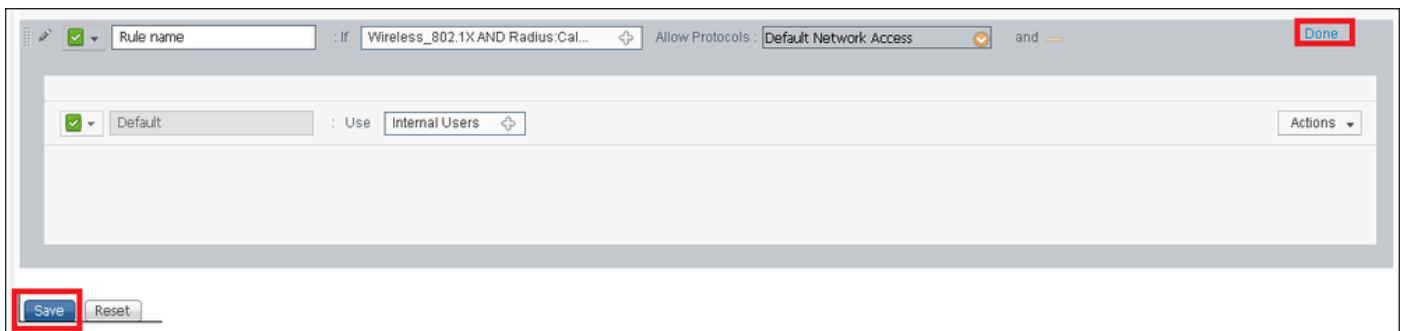 Rule name : If Wireless_802.1X AND Radius:Cal... Allow Protocols : Default Network Access and Done
Default : Use Internal Users Actions
Save Reset